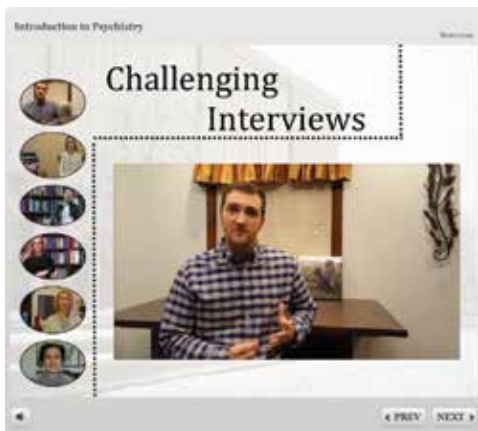 Introduction to Psychiatry
Challenging
Interviews
PREV
NEXT